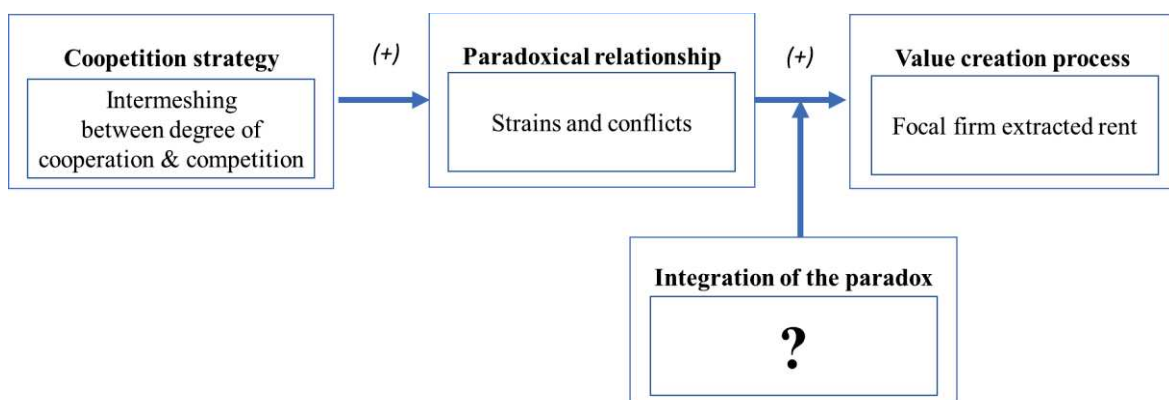 Coopetition strategy
Intermeshing
between degree of
cooperation & competition
(+)
Paradoxical relationship
Strains and conflicts
(+)
Value creation process
Focal firm extracted rent
Integration of the paradox
?